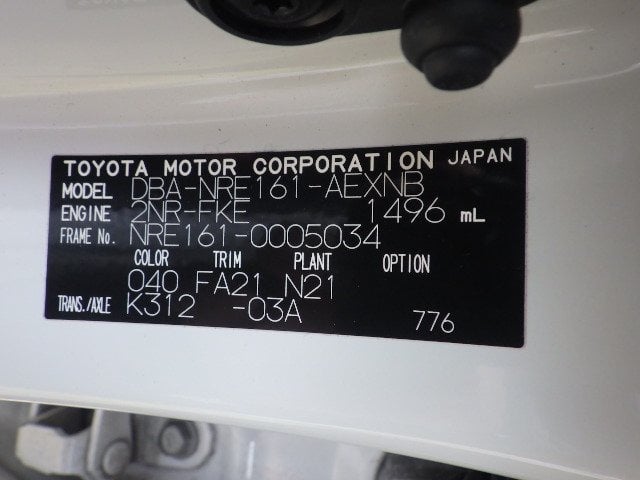 TOYOTA MOTOR CORPORATION JAPAN
MODEL DBA-NRE161-AEXNB
ENGINE 2NR-FKE 1496 mL
FRAME No. NRE161-0005034
COLOR TRIM PLANT OPTION
040 FA21 N21
TRANS./AXLE K312 -03A
776